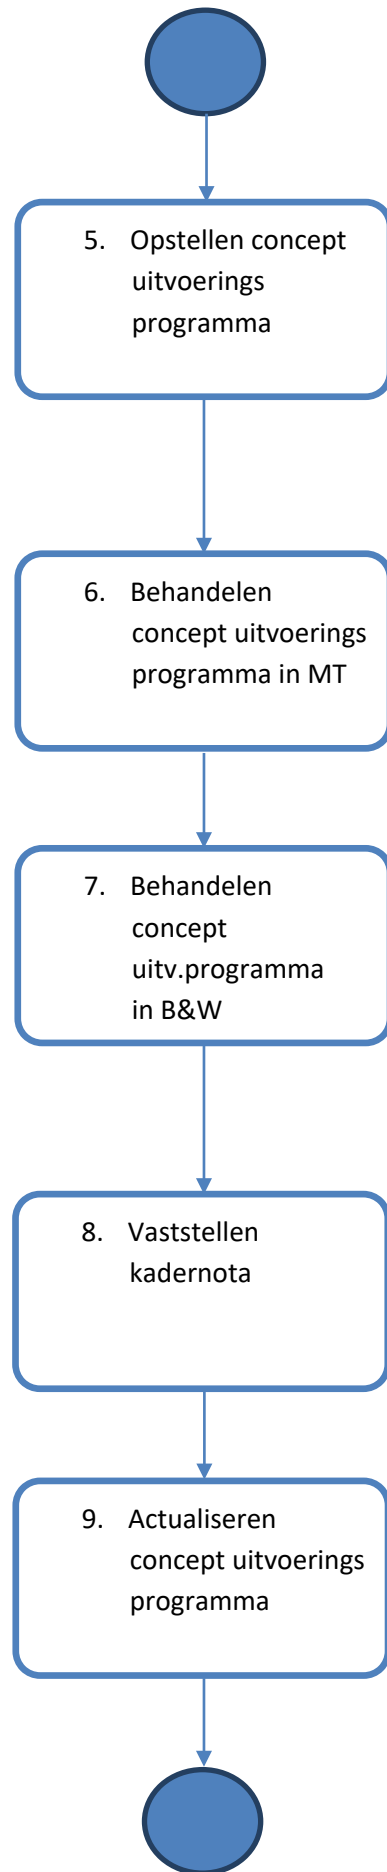 5. Opstellen concept
uitvoerings
programma
6. Behandelen
concept uitvoerings
programma in MT
7. Behandelen
concept
uitv.programma
in B&W
8. Vaststellen
kadernota
9. Actualiseren
concept uitvoerings
programma